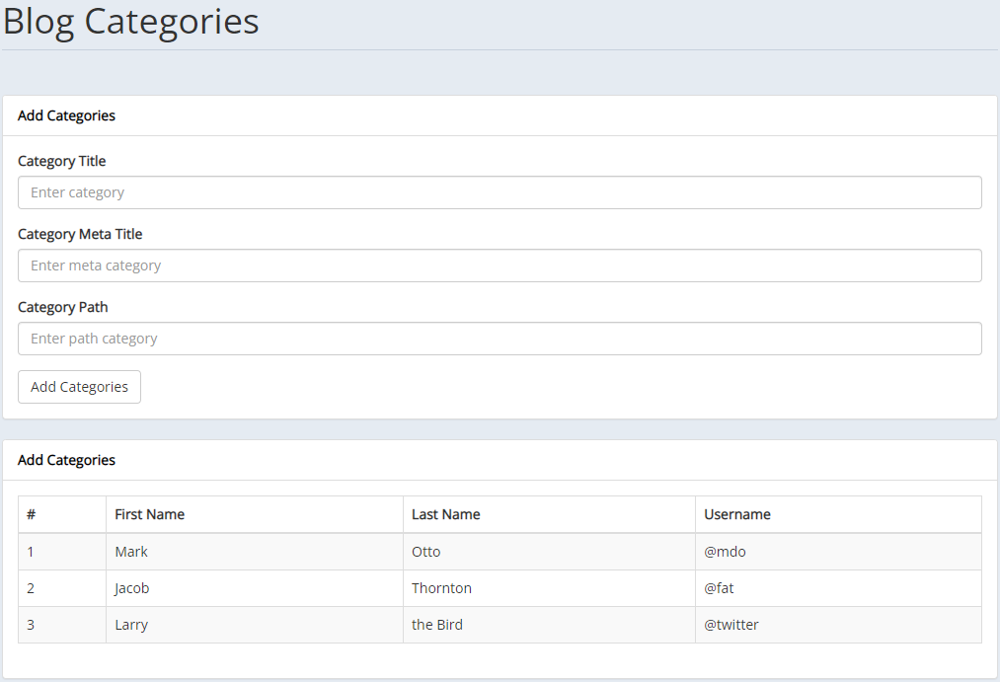 Blog Categories
Add Categories
Category Title
Enter category
Category Meta Title
Enter meta category
Category Path
Enter path category
Add Categories
Add Categories
# First Name Last Name Username
1 Mark Otto @mdo
2 Jacob Thornton @fat
3 Larry the Bird @twitter